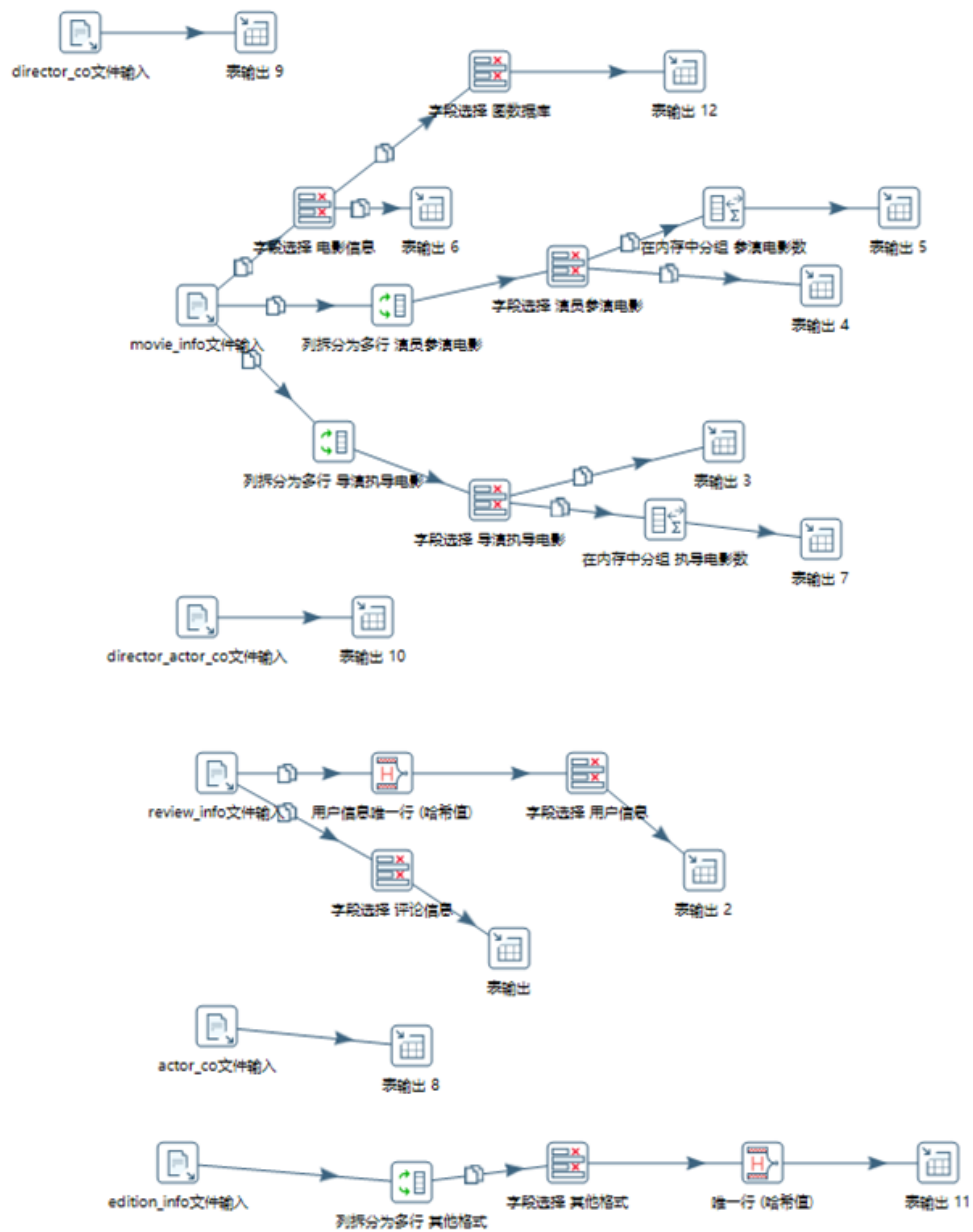 director_co文件输入
表输出 9
字段选择 图数据库
表输出 12
字段选择 电影信息
表输出 6
在内存中分组 参演电影数
表输出 5
字段选择 演员参演电影
表输出 4
movie_info文件输入
列拆分为多行 演员参演电影
列拆分为多行 导演执导电影
表输出 3
字段选择 导演执导电影
在内存中分组 执导电影数
表输出 7
director_actor_co文件输入
表输出 10
review_info文件输入
用户信息唯一行 (哈希值)
字段选择 用户信息
字段选择 评论信息
表输出 2
表输出
actor_co文件输入
表输出 8
edition_info文件输入
列拆分为多行 其他格式
字段选择 其他格式
唯一行 (哈希值)
表输出 11